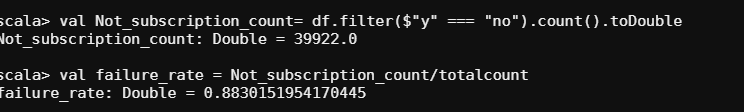 scala> val Not_subscription_count= df.filter($"y" === "no").count().toDouble
Not_subscription_count: Double = 39922.0
scala> val failure_rate = Not_subscription_count/totalcount
failure_rate: Double = 0.8830151954170445